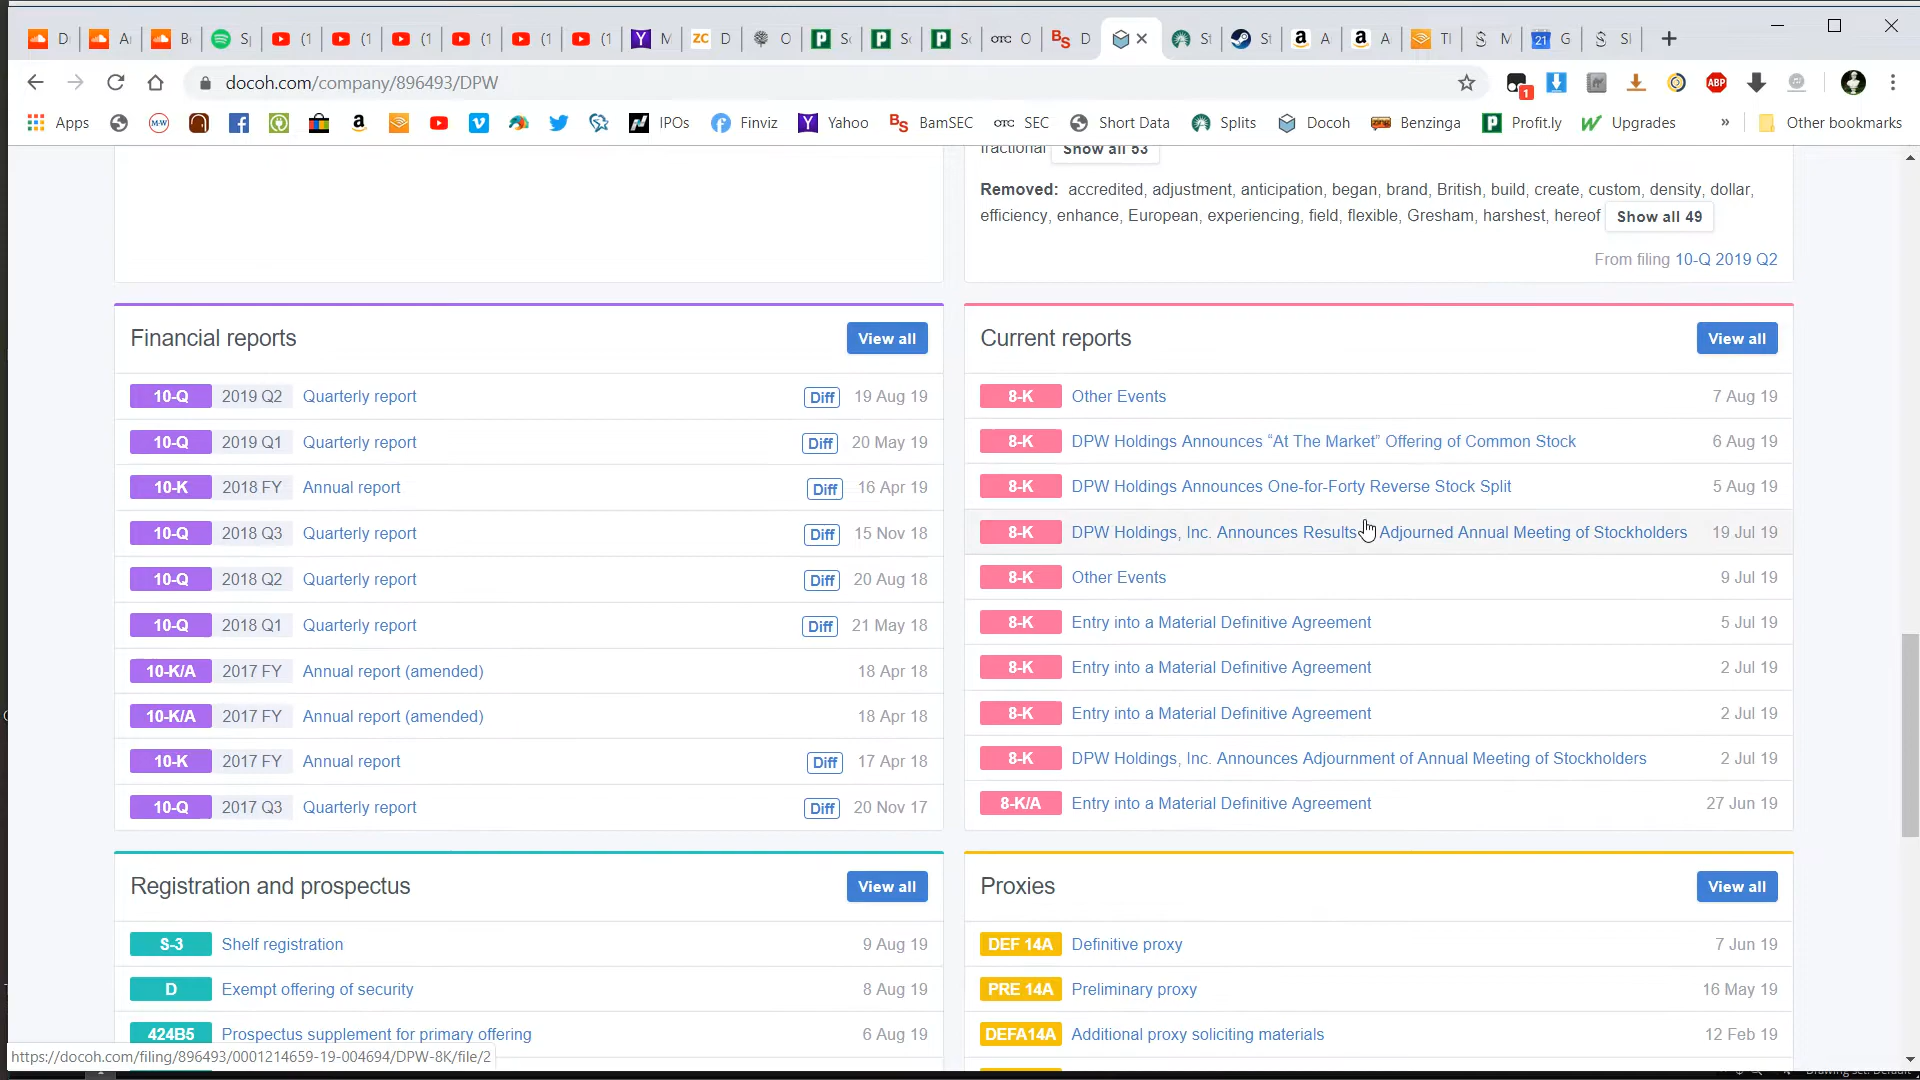 docoh.com/company/896493/DPW
Apps
IPOs
Finviz
Yahoo
BamSEC
SEC
Short Data
Splits
Docoh
Benzinga
Profit.ly
Upgrades
»
Other bookmarks
fractional Show all 53
Removed: accredited, adjustment, anticipation, began, brand, British, build, create, custom, density, dollar,
efficiency, enhance, European, experiencing, field, flexible, Gresham, harshest, hereof Show all 49
From filing 10-Q 2019 Q2
Financial reports View all
10-Q 2019 Q2 Quarterly report Diff 19 Aug 19
10-Q 2019 Q1 Quarterly report Diff 20 May 19
10-K 2018 FY Annual report Diff 16 Apr 19
10-Q 2018 Q3 Quarterly report Diff 15 Nov 18
10-Q 2018 Q2 Quarterly report Diff 20 Aug 18
10-Q 2018 Q1 Quarterly report Diff 21 May 18
10-K/A 2017 FY Annual report (amended) 18 Apr 18
10-K/A 2017 FY Annual report (amended) 18 Apr 18
10-K 2017 FY Annual report Diff 17 Apr 18
10-Q 2017 Q3 Quarterly report Diff 20 Nov 17
Current reports View all
8-K Other Events 7 Aug 19
8-K DPW Holdings Announces “At The Market” Offering of Common Stock 6 Aug 19
8-K DPW Holdings Announces One-for-Forty Reverse Stock Split 5 Aug 19
8-K DPW Holdings, Inc. Announces Results Adjourned Annual Meeting of Stockholders 19 Jul 19
8-K Other Events 9 Jul 19
8-K Entry into a Material Definitive Agreement 5 Jul 19
8-K Entry into a Material Definitive Agreement 2 Jul 19
8-K Entry into a Material Definitive Agreement 2 Jul 19
8-K DPW Holdings, Inc. Announces Adjournment of Annual Meeting of Stockholders 2 Jul 19
8-K/A Entry into a Material Definitive Agreement 27 Jun 19
Registration and prospectus View all
S-3 Shelf registration 9 Aug 19
D Exempt offering of security 8 Aug 19
424B5 Prospectus supplement for primary offering 6 Aug 19
Proxies View all
DEF 14A Definitive proxy 7 Jun 19
PRE 14A Preliminary proxy 16 May 19
DEFA14A Additional proxy soliciting materials 12 Feb 19
https://docoh.com/filing/896493/0001214659-19-004694/DPW-8K/file/2